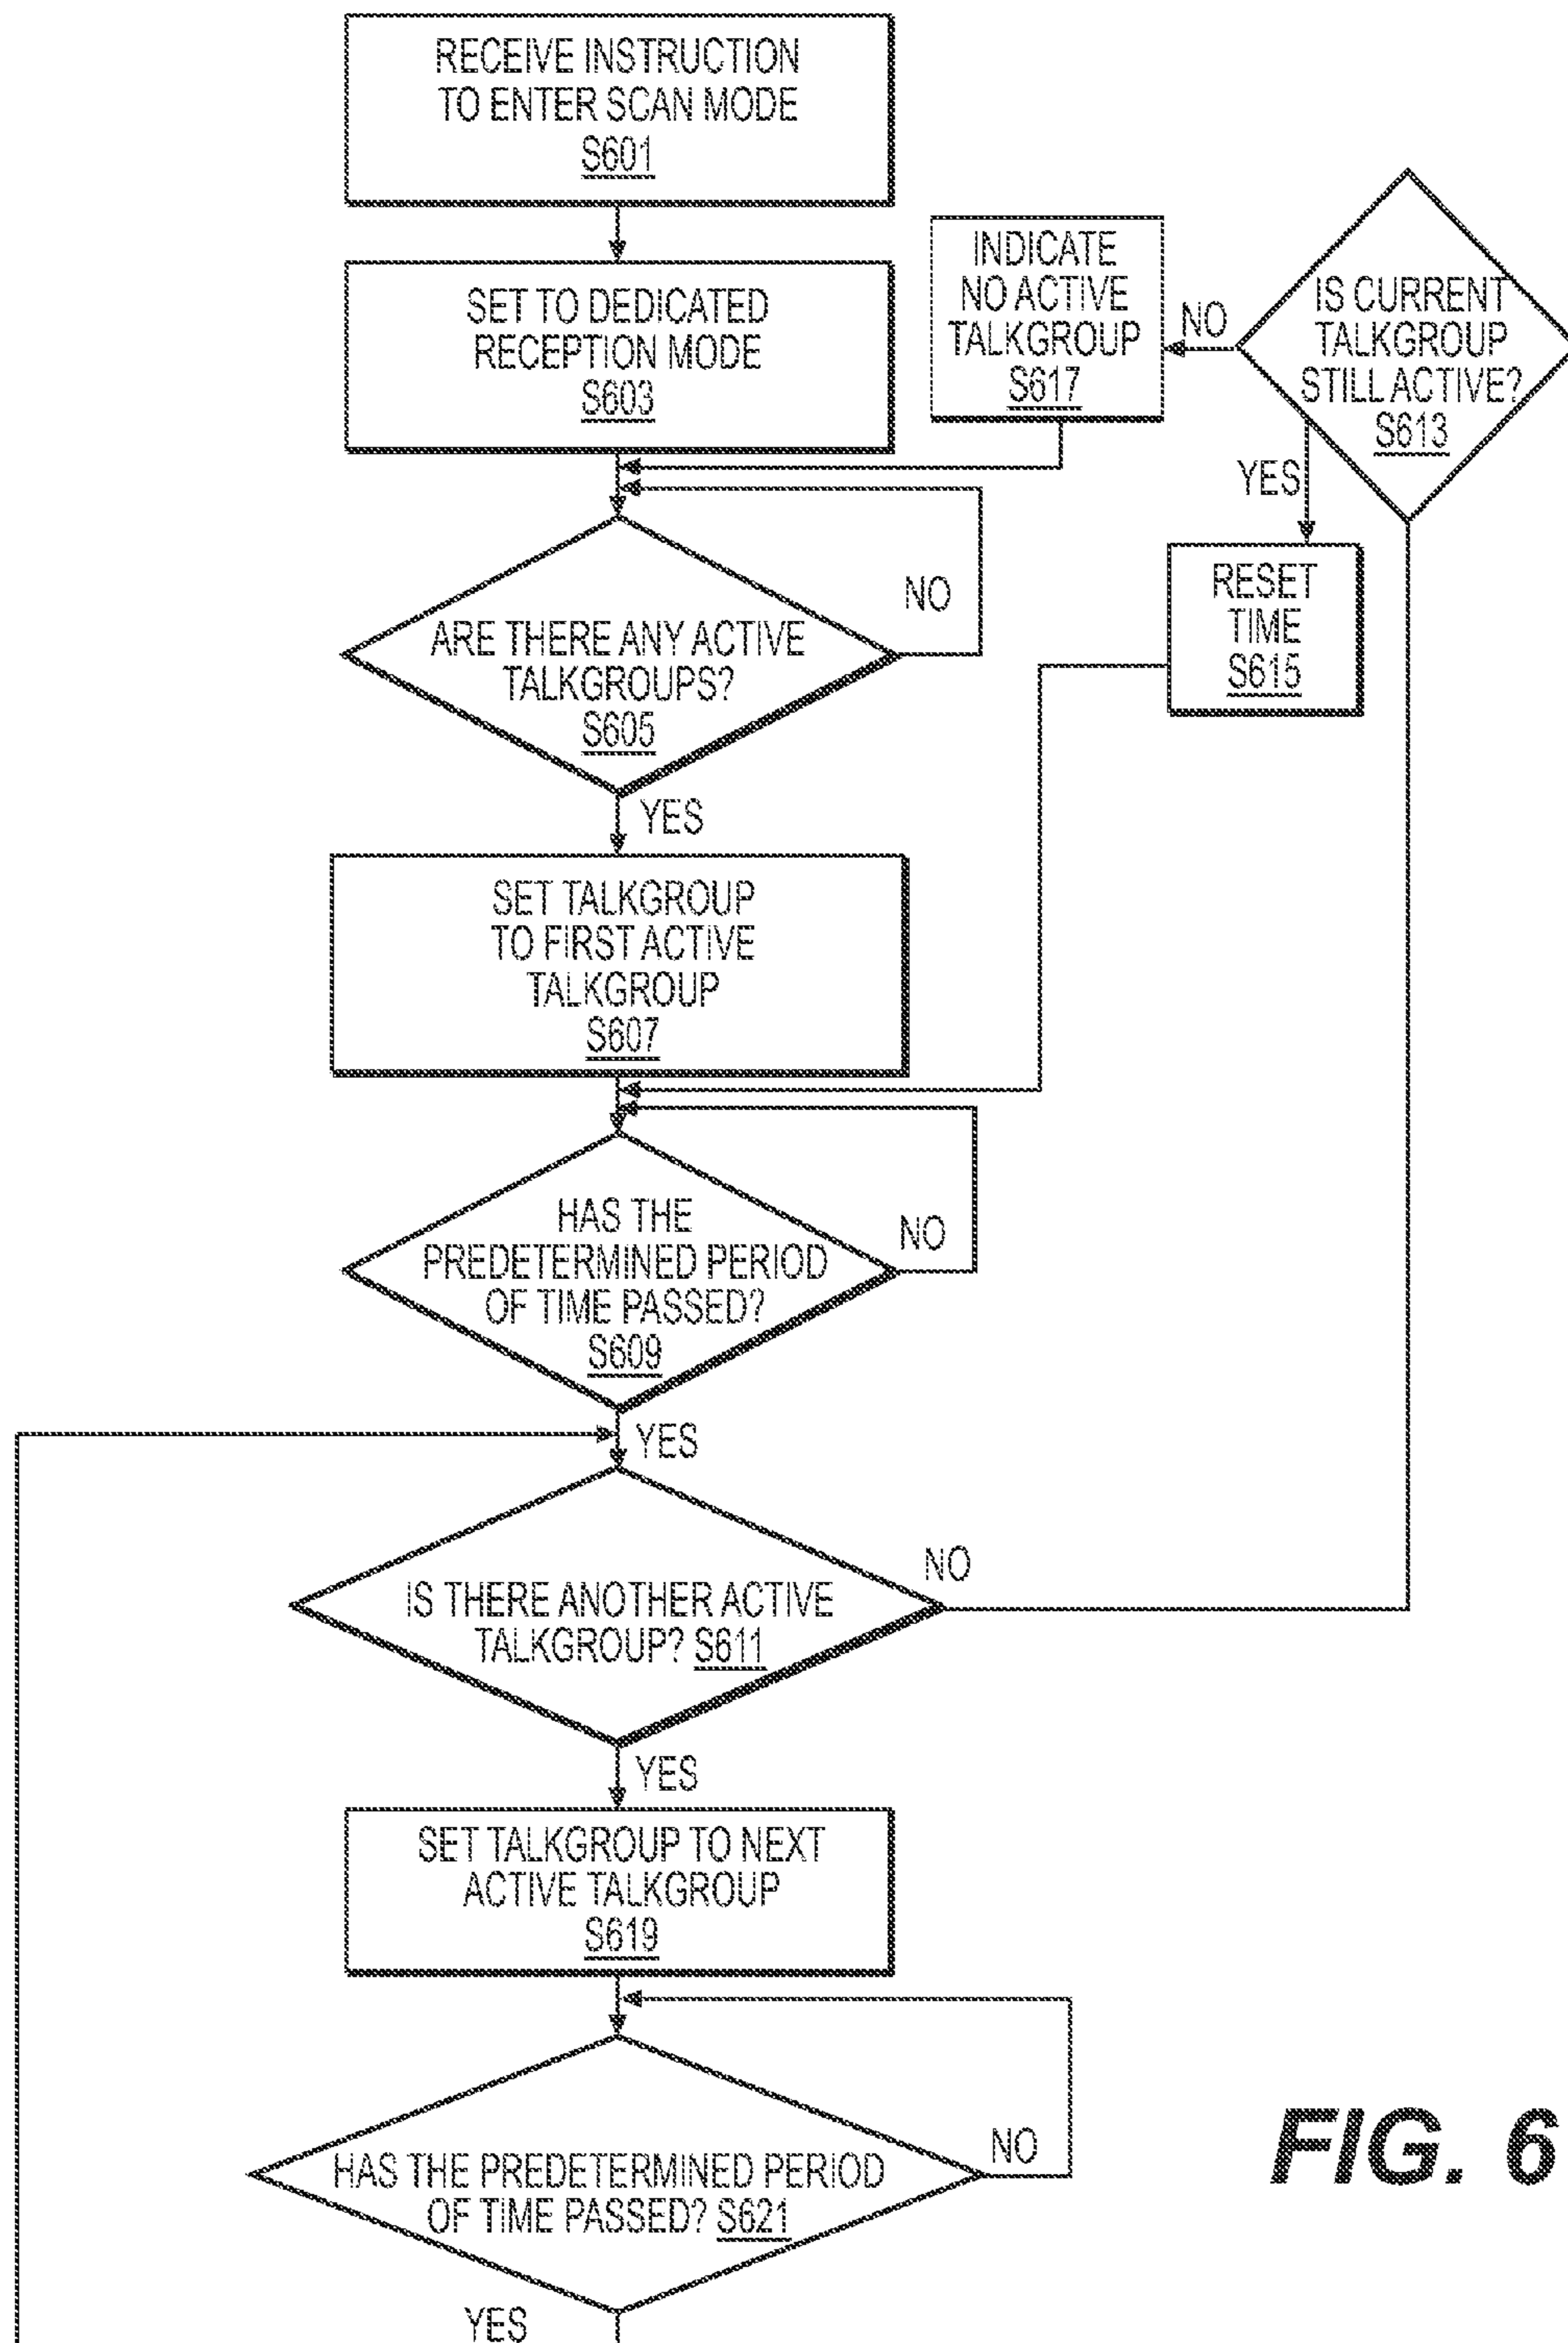 RECEIVE INSTRUCTION
TO ENTER SCAN MODE
S601
SET TO DEDICATED
RECEPTION MODE
S603
INDICATE
NO ACTIVE
TALKGROUP
S617
NO
IS CURRENT
TALKGROUP
STILL ACTIVE?
S613
YES
RESET
TIME
S615
NO
ARE THERE ANY ACTIVE
TALKGROUPS?
S605
YES
SET TALKGROUP
TO FIRST ACTIVE
TALKGROUP
S607
HAS THE
PREDETERMINED PERIOD
OF TIME PASSED?
S609
NO
YES
IS THERE ANOTHER ACTIVE
TALKGROUP? S611
NO
YES
SET TALKGROUP TO NEXT
ACTIVE TALKGROUP
S619
HAS THE PREDETERMINED PERIOD
OF TIME PASSED? S621
NO
YES
FIG. 6